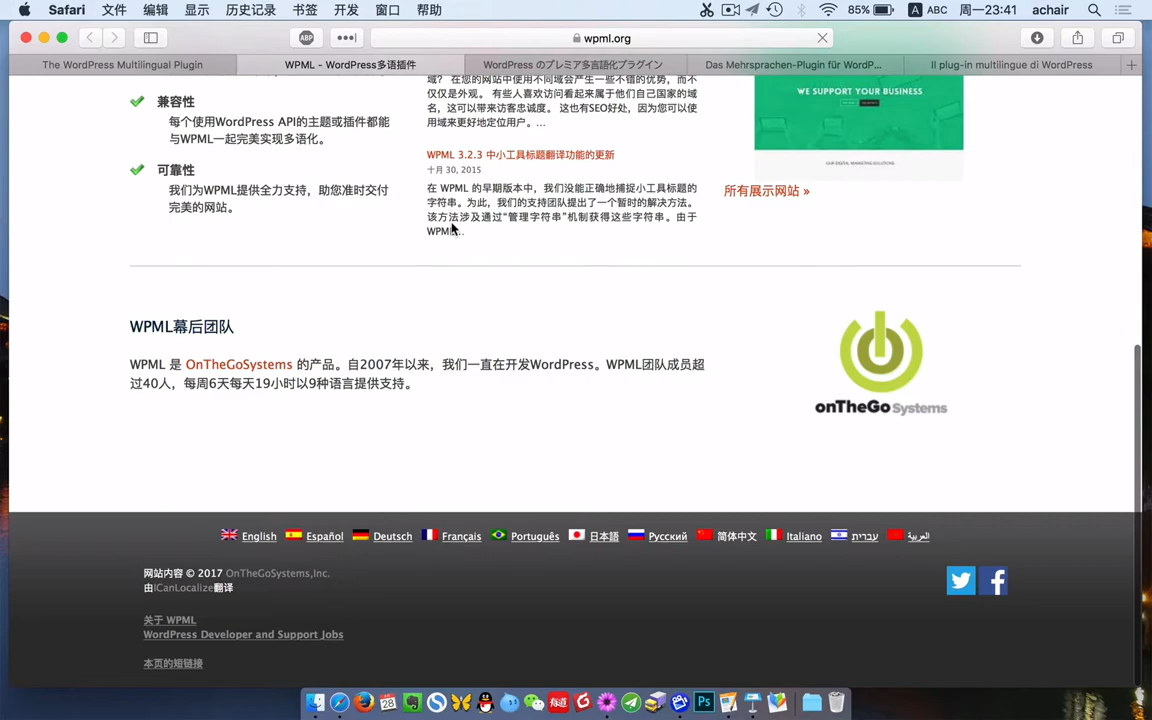 Safari 文件 编辑 显示 历史记录 书签 开发 窗口 帮助 85% A ABC 周一23:41 achair
ABP wpml.org
The WordPress Multilingual Plugin WPML - WordPress多语插件 WordPress のプレミア多言語化プラグイン Das Mehrsprachen-Plugin für WordP... Il plug-in multilingue di WordPress
兼容性
每个使用WordPress API的主题或插件都能
与WPML一起完美实现多语化。
可靠性
我们为WPML提供全力支持，助您准时交付
完美的网站。
域？ 在您的网站中使用不同域会产生一些不错的优势，而不
仅仅是外观。 有些人喜欢访问看起来属于他们自己国家的域
名，这可以带来访客忠诚度。 这也有SEO好处，因为您可以使
用域来更好地定位用户。...
WPML 3.2.3 中小工具标题翻译功能的更新
十月 30, 2015
在 WPML 的早期版本中，我们没能正确地捕捉小工具标题的
字符串。为此，我们的支持团队提出了一个暂时的解决方法。
该方法涉及通过“管理字符串”机制获得这些字符串。由于
WPML...
WE SUPPORT YOUR BUSINESS
OUR DIGITAL MARKETING SOLUTIONS
所有展示网站 »
WPML幕后团队
WPML 是 OnTheGoSystems 的产品。自2007年以来，我们一直在开发WordPress。WPML团队成员超
过40人，每周6天每天19小时以9种语言提供支持。
onTheGo Systems
English Español Deutsch Français Português 日本語 Русский 简体中文 Italiano עברית العربية
网站内容 © 2017 OnTheGoSystems,Inc.
由ICanLocalize翻译
关于 WPML
WordPress Developer and Support Jobs
本页的短链接
28 有道 Ps